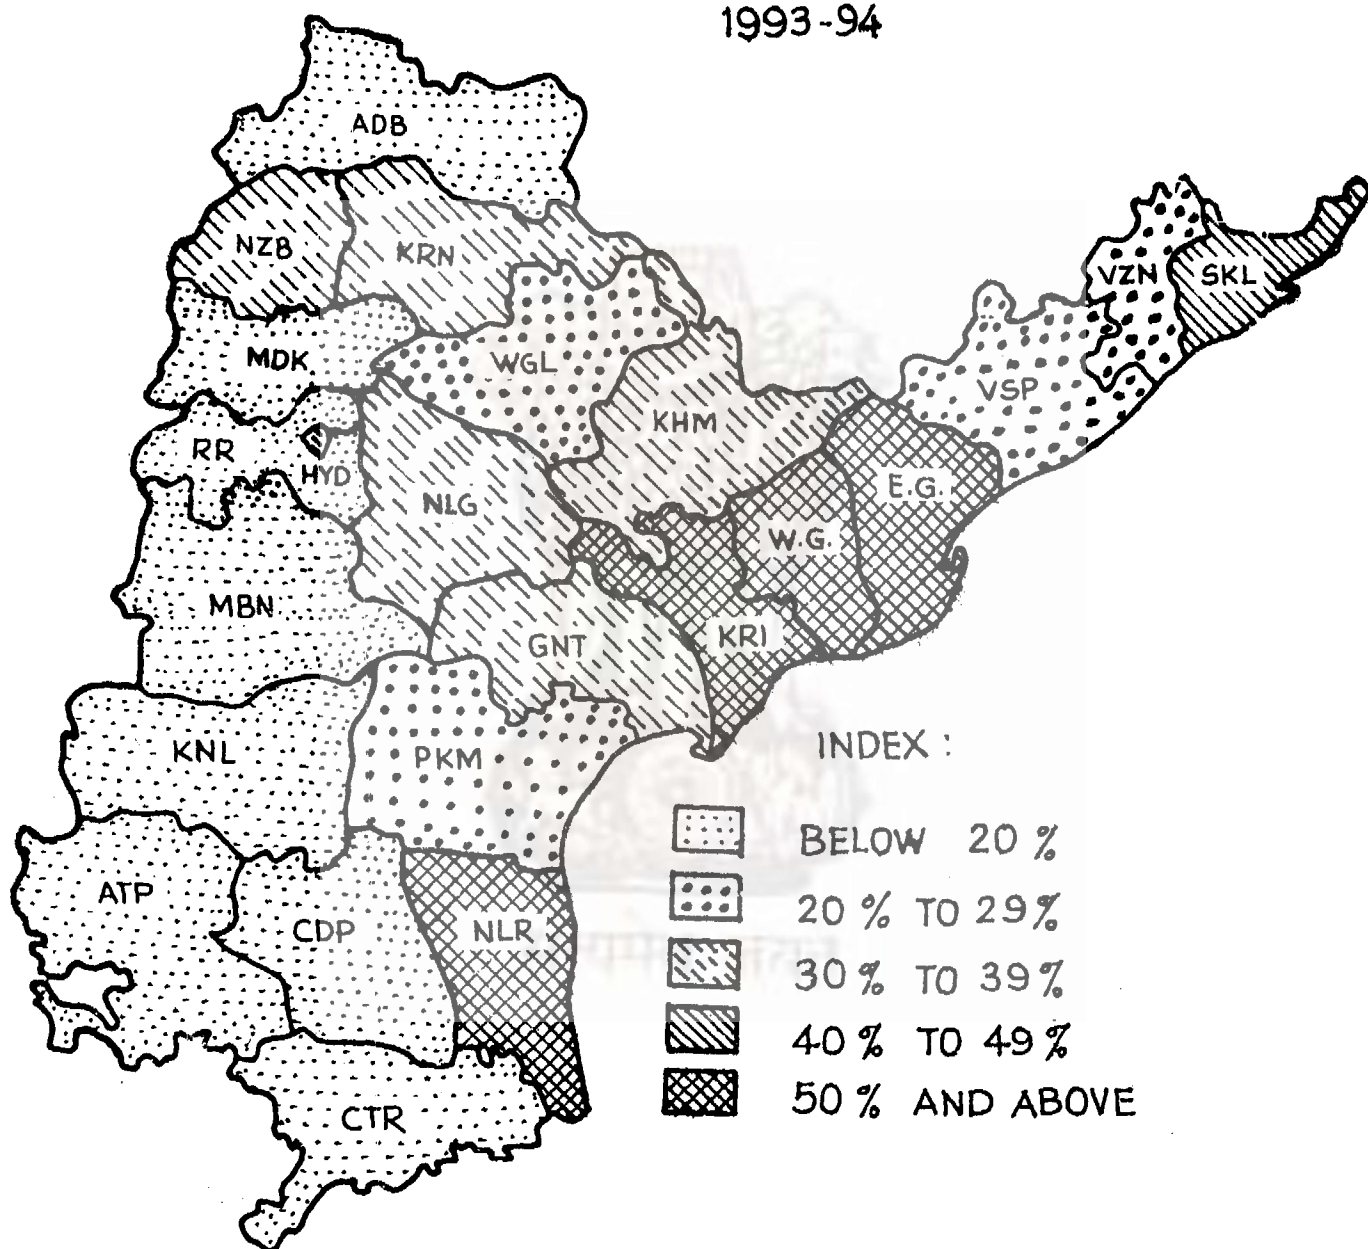 1993-94
ADB
NZB
KRN
VZN
SKL
MDK
WGL
VSP
KHM
RR
HYD
NLG
E.G.
W.G.
MBN
GNT
KRI
KNL
PKM
ATP
CDP
NLR
CTR
INDEX :
BELOW 20 %
20 % TO 29 %
30 % TO 39 %
40 % TO 49 %
50 % AND ABOVE